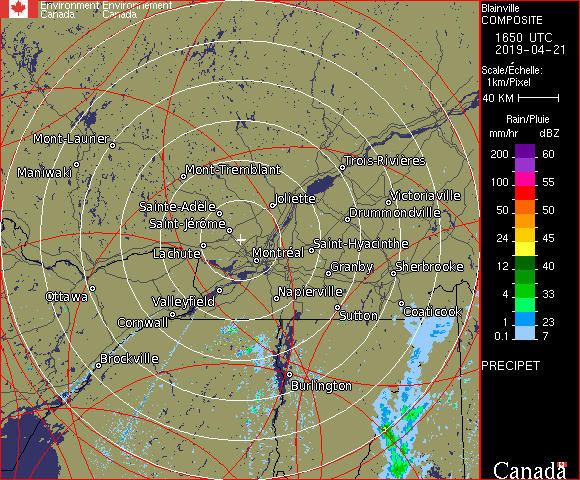 Environment Environnement
Canada Canada
Blainville
COMPOSITE
1650 UTC
2019-04-21
Scale/Échelle:
1km/Pixel
40 KM
Rain/Pluie
mm/hr dBZ
200 60
100 55
50 50
24 45
12 40
4 33
1 23
0.1 7
PRECIPET
Mont-Laurier
Maniwaki
Mont-Tremblant
Trois-Rivières
Joliette
Victoriaville
Sainte-Adèle
Drummondville
Saint-Jérôme
Saint-Hyacinthe
Lachute
Montréal
Granby
Sherbrooke
Ottawa
Valleyfield
Napierville
Cornwall
Sutton
Coaticook
Brockville
Burlington
Canada